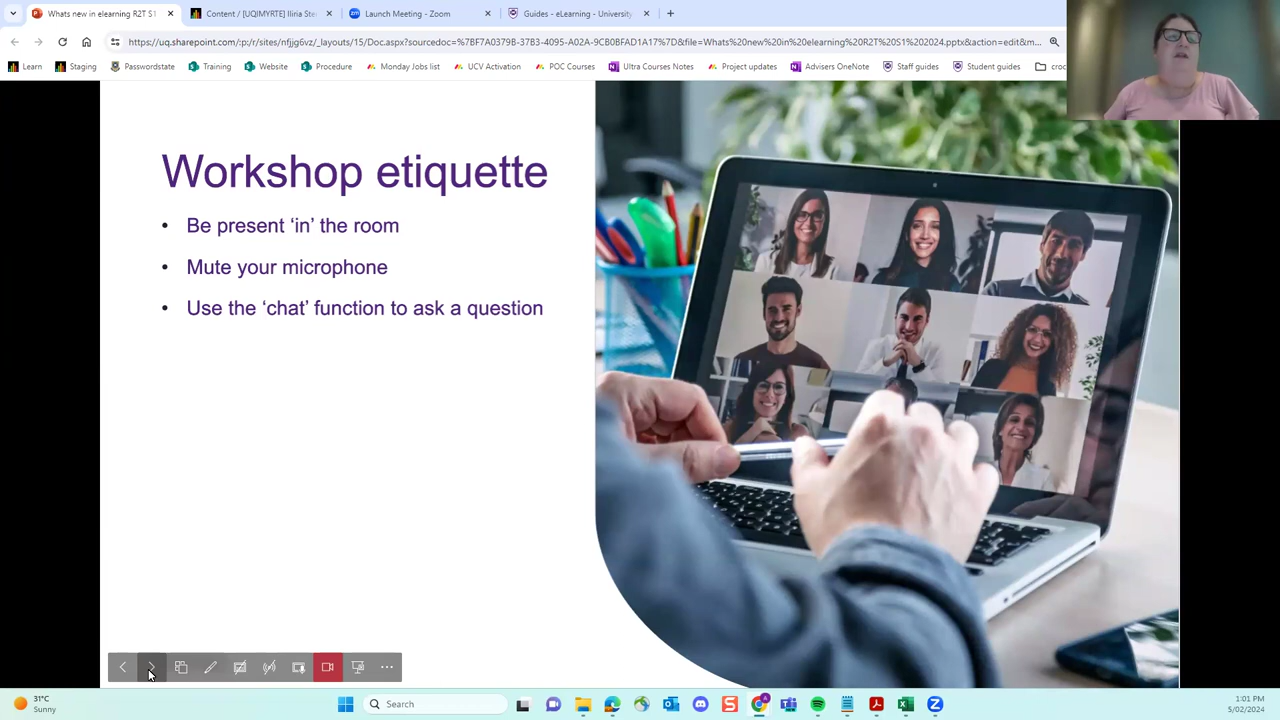 Whats new in elearning R2T S1
Content / [UQIMYRTE] Iliria Ste
Launch Meeting - Zoom
Guides - eLearning - University
https://uq.sharepoint.com/:p:/r/sites/nfjjg6vz/_layouts/15/Doc.aspx?sourcedoc=%7BF7A0379B-37B3-4095-A02A-9CB0BFAD1A17%7D&file=Whats%20new%20in%20elearning%20R2T%20S1%202024.pptx&action=edit&m...
Learn
Staging
Passwordstate
Training
Website
Procedure
Monday Jobs list
UCV Activation
POC Courses
Ultra Courses Notes
Project updates
Advisers OneNote
Staff guides
Student guides
croc
Workshop etiquette
• Be present ‘in’ the room
• Mute your microphone
• Use the ‘chat’ function to ask a question
31°C
Sunny
Search
1:01 PM
5/02/2024